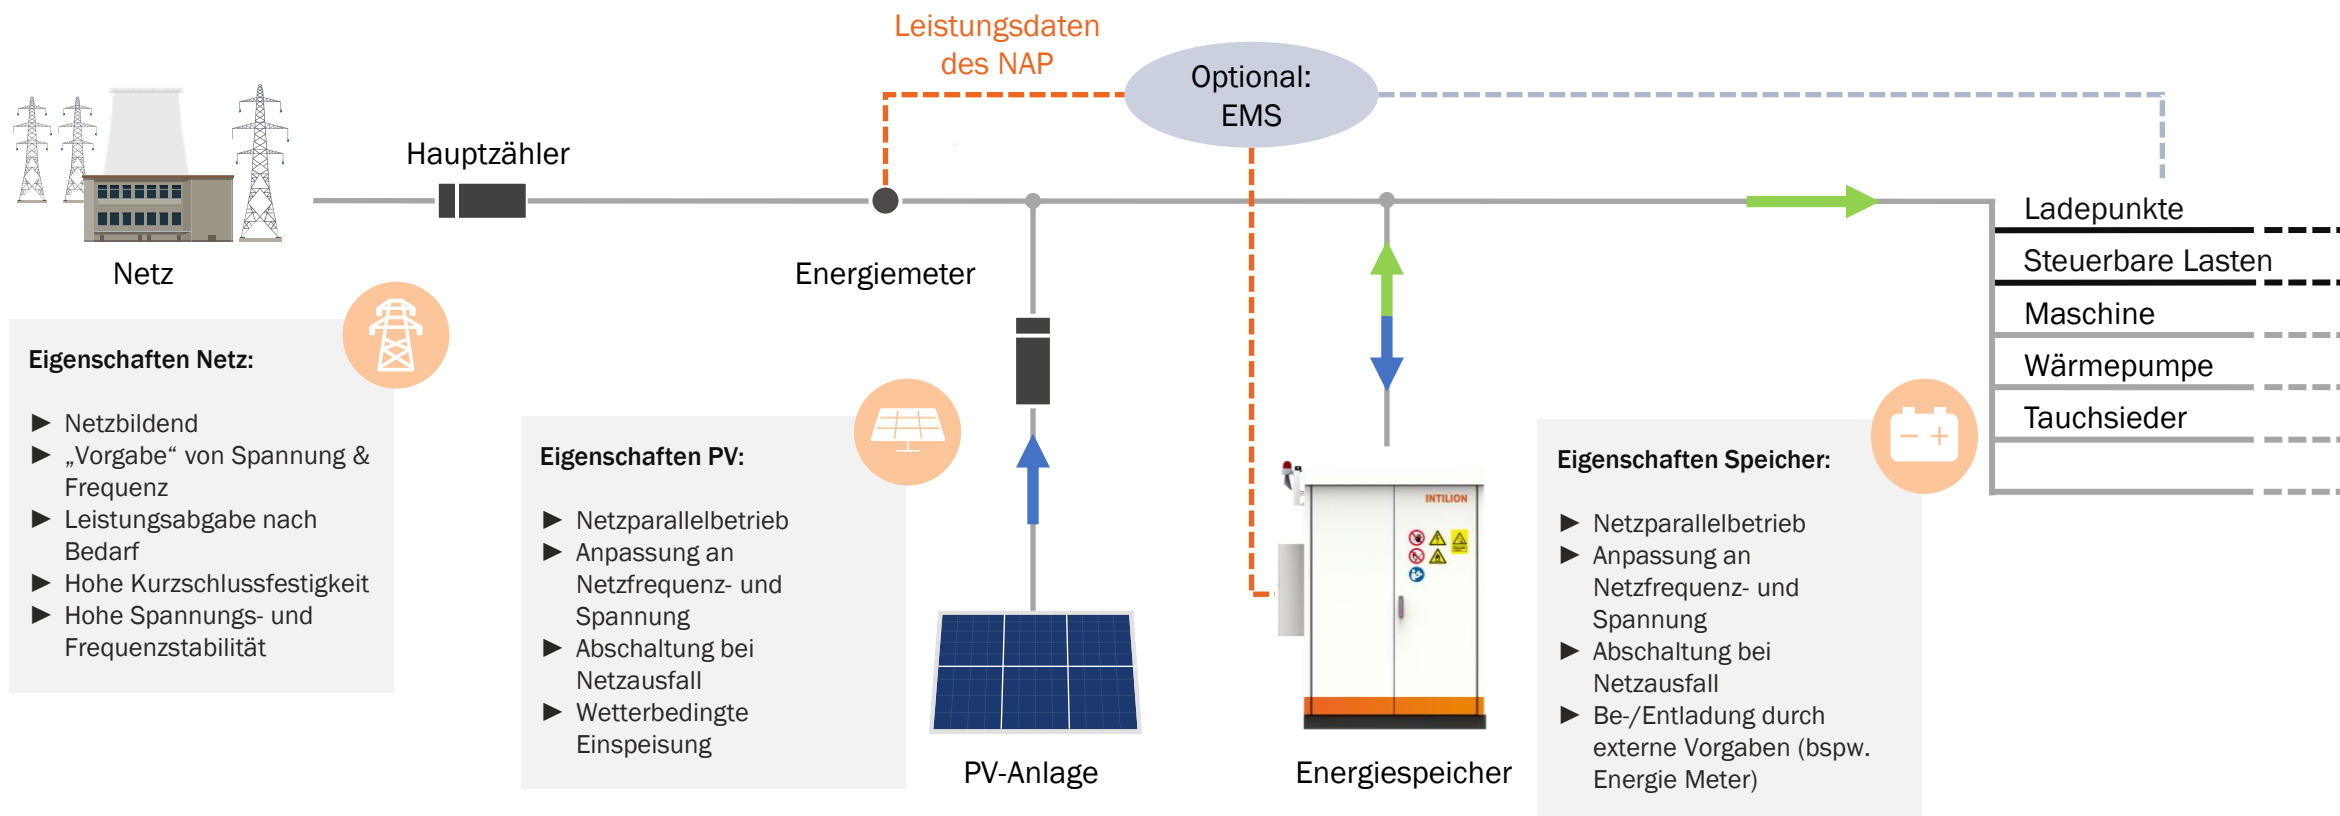 Leistungsdaten
des NAP
Optional:
EMS
Hauptzähler
Netz
Energiemeter
Ladepunkte
Steuerbare Lasten
Maschine
Wärmepumpe
Tauchsieder
Eigenschaften Netz:
► Netzbildend
► „Vorgabe“ von Spannung &
Frequenz
► Leistungsabgabe nach
Bedarf
► Hohe Kurzschlussfestigkeit
► Hohe Spannungs- und
Frequenzstabilität
Eigenschaften PV:
► Netzparallelbetrieb
► Anpassung an
Netzfrequenz- und
Spannung
► Abschaltung bei
Netzausfall
► Wetterbedingte
Einspeisung
PV-Anlage
INTILION
Energiespeicher
Eigenschaften Speicher:
► Netzparallelbetrieb
► Anpassung an
Netzfrequenz- und
Spannung
► Abschaltung bei
Netzausfall
► Be-/Entladung durch
externe Vorgaben (bspw.
Energie Meter)